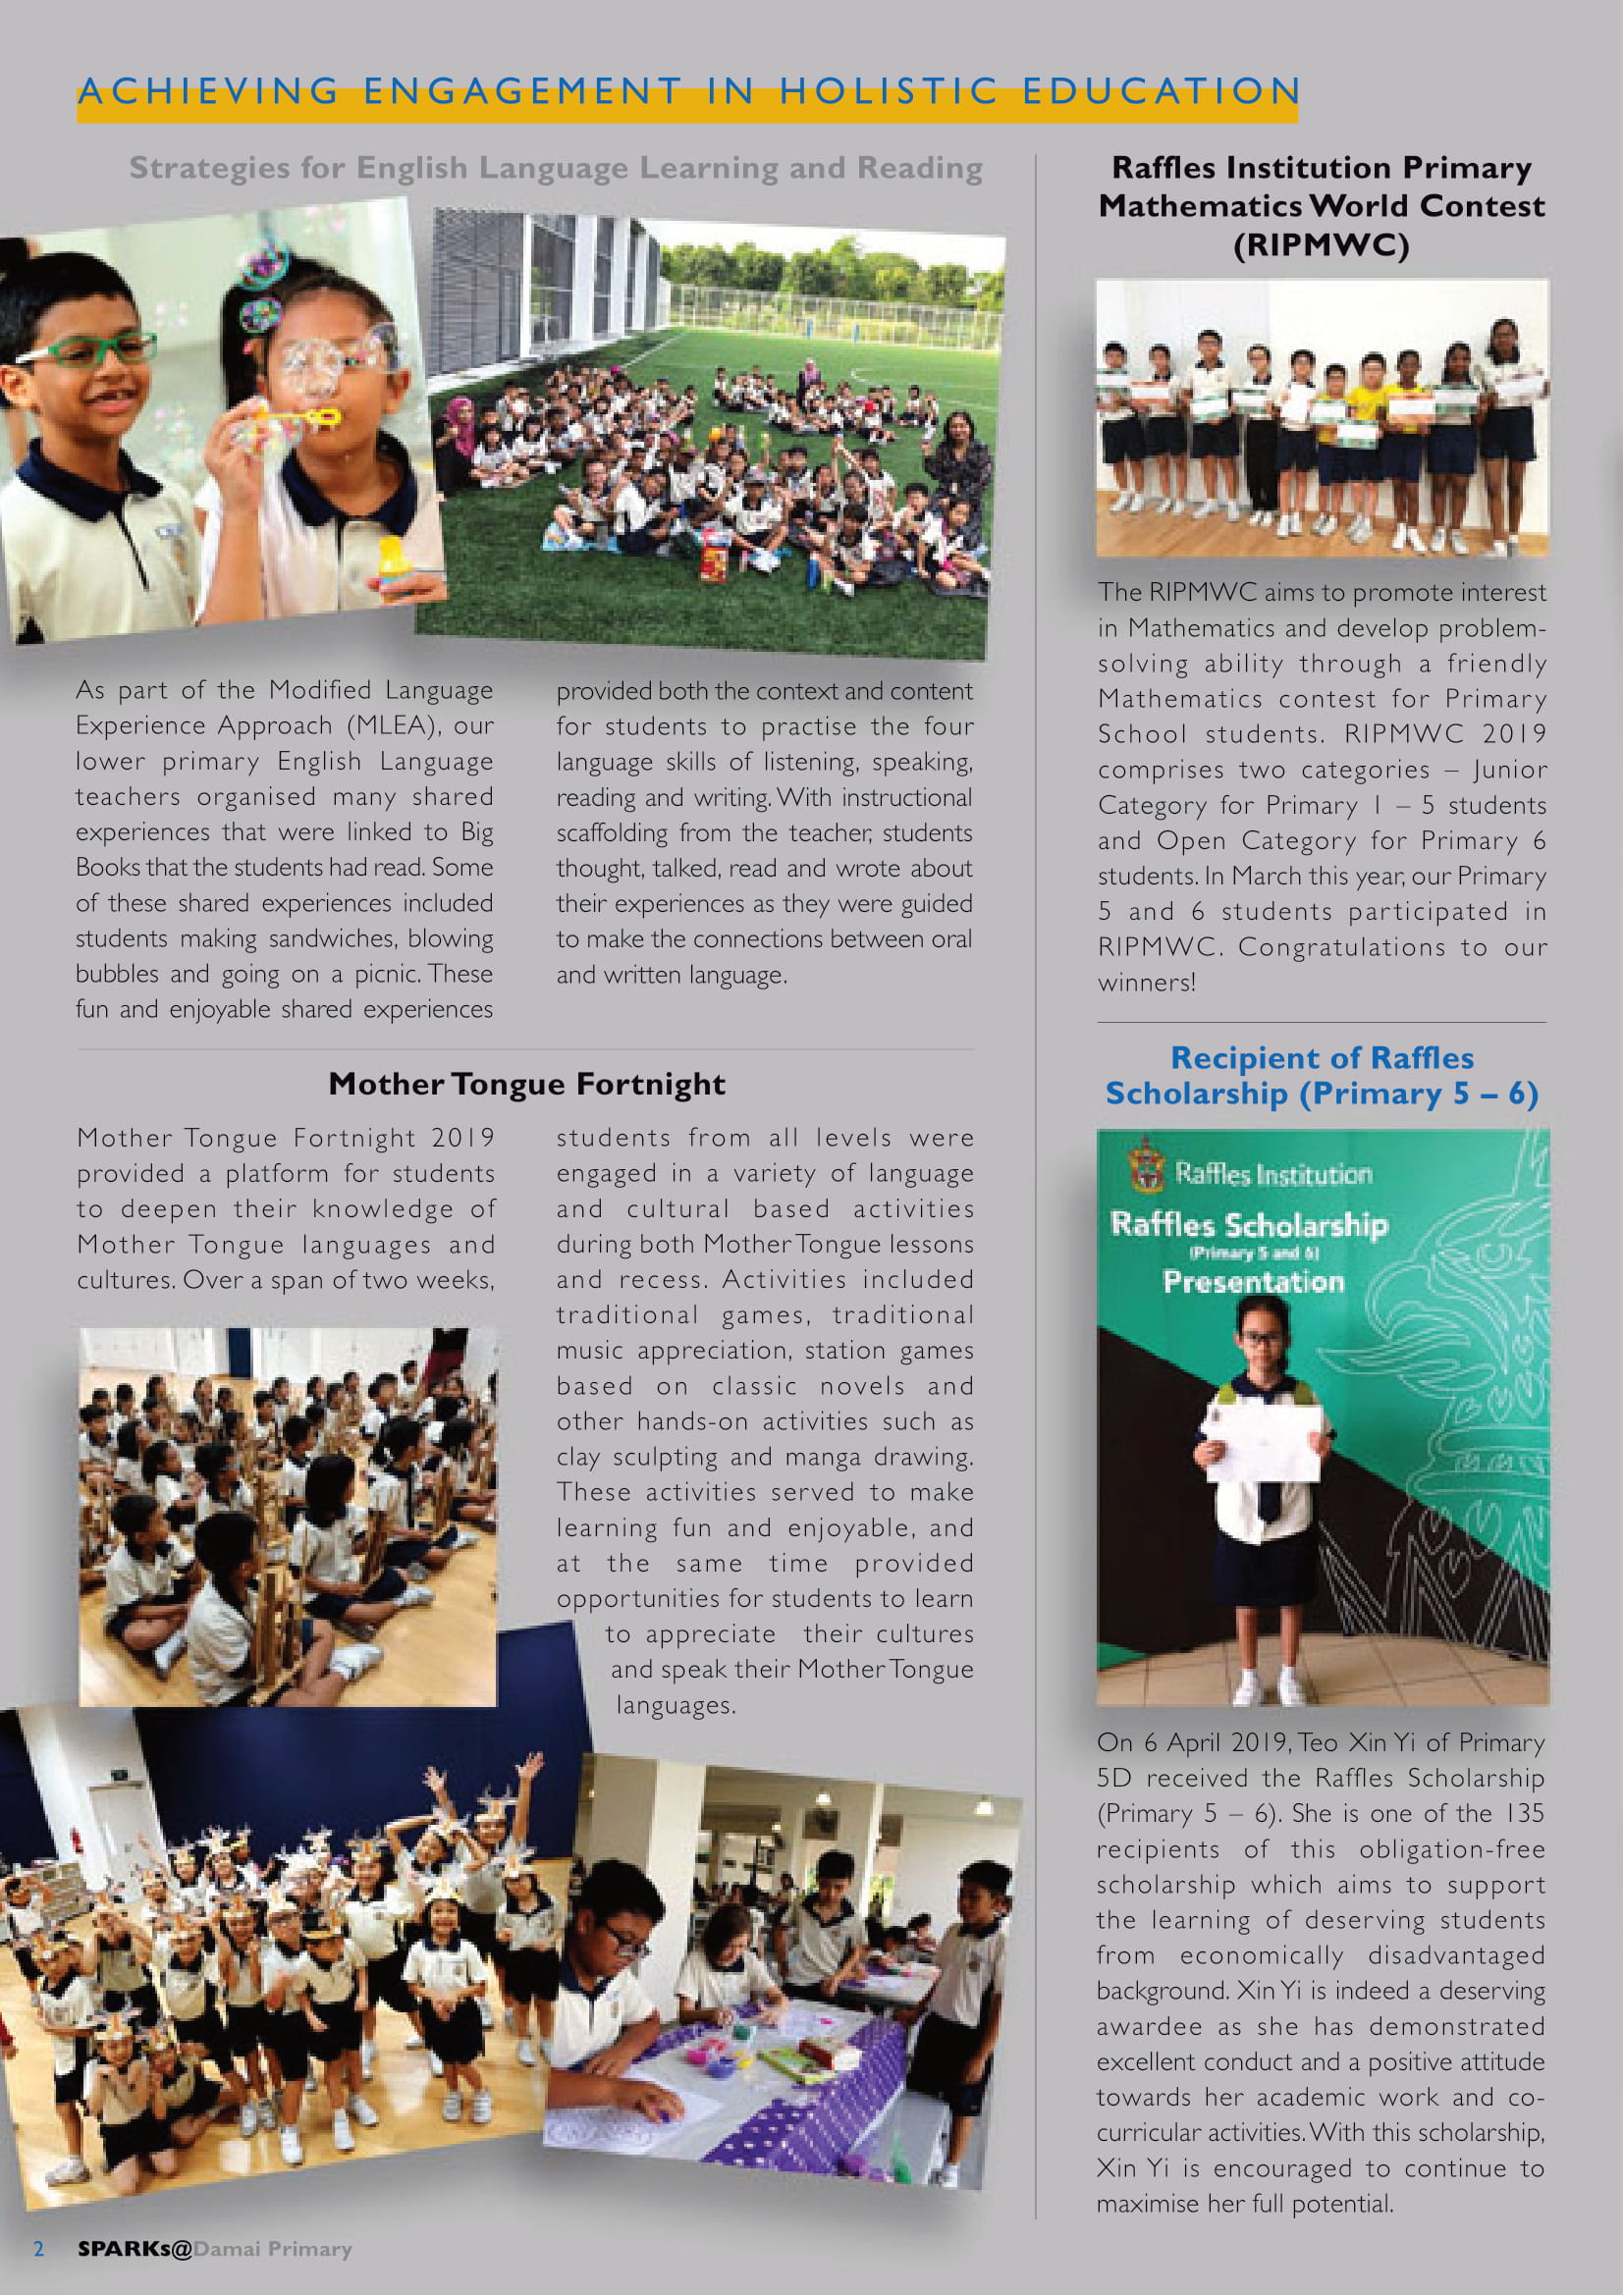 ACHIEVING ENGAGEMENT IN HOLISTIC EDUCATION
Strategies for English Language Learning and Reading
As part of the Modified Language
Experience Approach (MLEA), our
lower primary English Language
teachers organised many shared
experiences that were linked to Big
Books that the students had read. Some
of these shared experiences included
students making sandwiches, blowing
bubbles and going on a picnic. These
fun and enjoyable shared experiences
provided both the context and content
for students to practise the four
language skills of listening, speaking,
reading and writing. With instructional
scaffolding from the teacher, students
thought, talked, read and wrote about
their experiences as they were guided
to make the connections between oral
and written language.
Mother Tongue Fortnight
Mother Tongue Fortnight 2019
provided a platform for students
to deepen their knowledge of
Mother Tongue languages and
cultures. Over a span of two weeks,
students from all levels were
engaged in a variety of language
and cultural based activities
during both Mother Tongue lessons
and recess. Activities included
traditional games, traditional
music appreciation, station games
based on classic novels and
other hands-on activities such as
clay sculpting and manga drawing.
These activities served to make
learning fun and enjoyable, and
at the same time provided
opportunities for students to learn
to appreciate their cultures
and speak their Mother Tongue
languages.
Raffles Institution Primary
Mathematics World Contest
(RIPMWC)
The RIPMWC aims to promote interest
in Mathematics and develop problem-
solving ability through a friendly
Mathematics contest for Primary
School students. RIPMWC 2019
comprises two categories – Junior
Category for Primary 1 – 5 students
and Open Category for Primary 6
students. In March this year, our Primary
5 and 6 students participated in
RIPMWC. Congratulations to our
winners!
Recipient of Raffles
Scholarship (Primary 5 – 6)
Raffles Institution
Raffles Scholarship
(Primary 5 and 6)
Presentation
On 6 April 2019, Teo Xin Yi of Primary
5D received the Raffles Scholarship
(Primary 5 – 6). She is one of the 135
recipients of this obligation-free
scholarship which aims to support
the learning of deserving students
from economically disadvantaged
background. Xin Yi is indeed a deserving
awardee as she has demonstrated
excellent conduct and a positive attitude
towards her academic work and co-
curricular activities. With this scholarship,
Xin Yi is encouraged to continue to
maximise her full potential.
2 SPARKs@Damai Primary